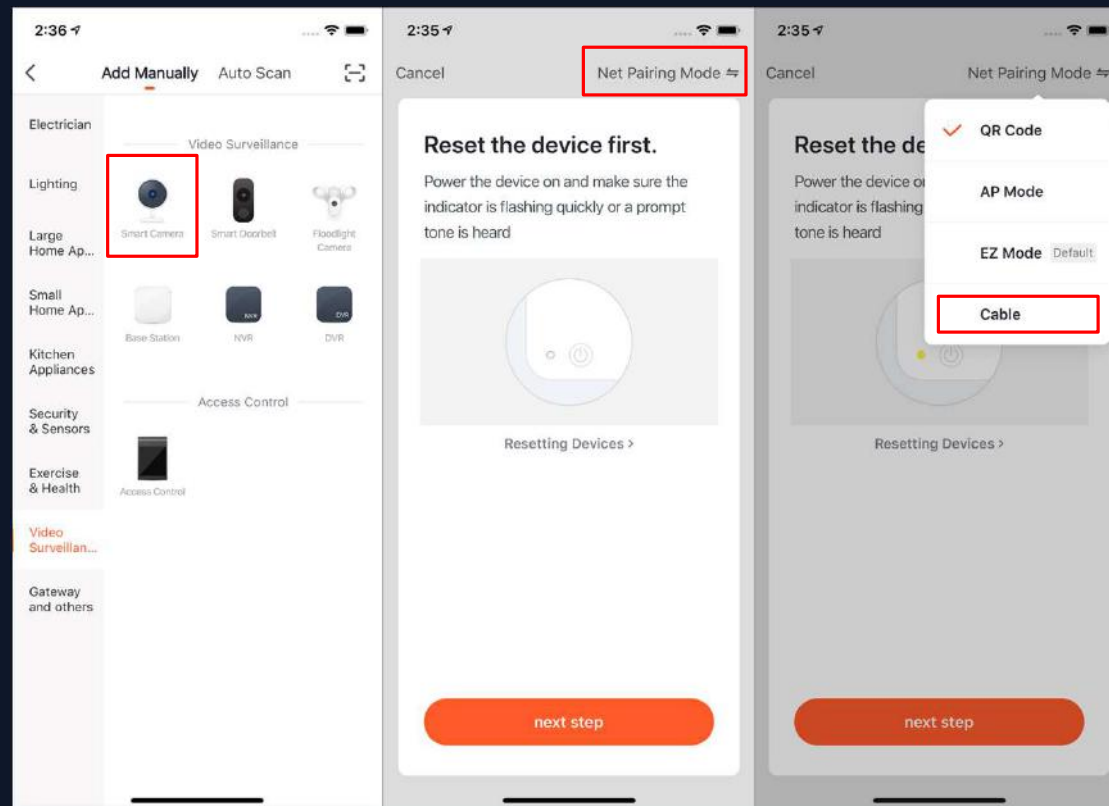 2:36
Add Manually Auto Scan
Electrician
Video Surveillance
Lighting
Smart Camera Smart Doorbell Floodlight
Camera
Large
Home Ap...
Small
Home Ap...
Base Station NVR DVR
NVR DVR
Kitchen
Appliances
Access Control
Security
& Sensors
Exercise
& Health
Access Control
Video
Surveillan...
Gateway
and others
2:35
Cancel Net Pairing Mode
Reset the device first.
Power the device on and make sure the
indicator is flashing quickly or a prompt
tone is heard
Resetting Devices >
next step
2:35
Cancel Net Pairing Mode
Reset the de
Power the device o
indicator is flashing
tone is heard
QR Code
AP Mode
EZ Mode Default
Cable
Resetting Devices >
next step